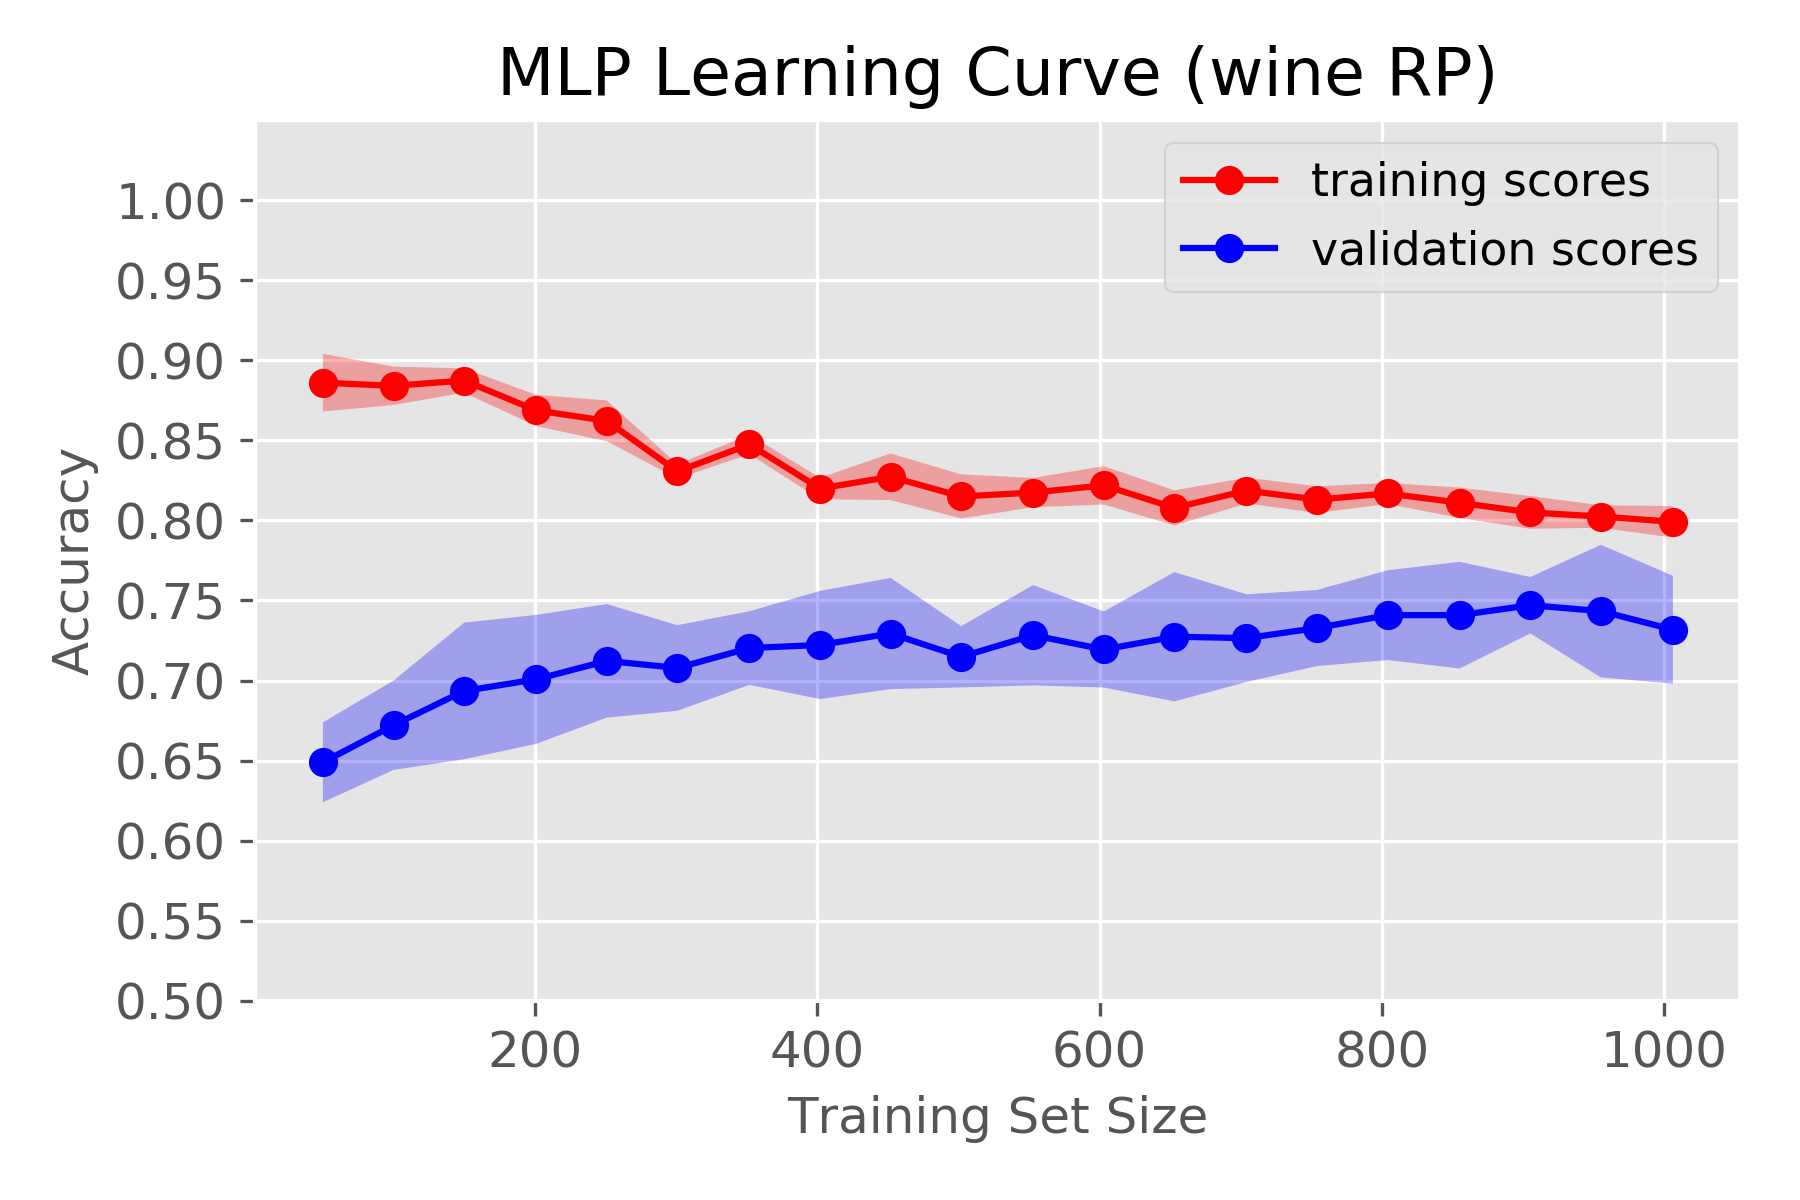 MLP Learning Curve (wine RP)
training scores
validation scores
1.00
0.95
0.90
0.85
0.80
0.75
0.70
0.65
0.60
0.55
0.50
Accuracy
200 400 600 800 1000
Training Set Size